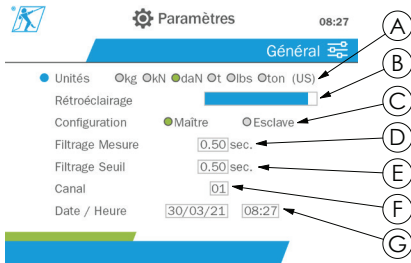 Paramètres 08:27
Général
Unités kg kN daN t lbs ton (US) A
Rétroéclairage B
Configuration Maître Esclave C
Filtrage Mesure 0.50 sec. D
Filtrage Seuil 0.50 sec. E
Canal 01 F
Date / Heure 30/03/21 08:27 G